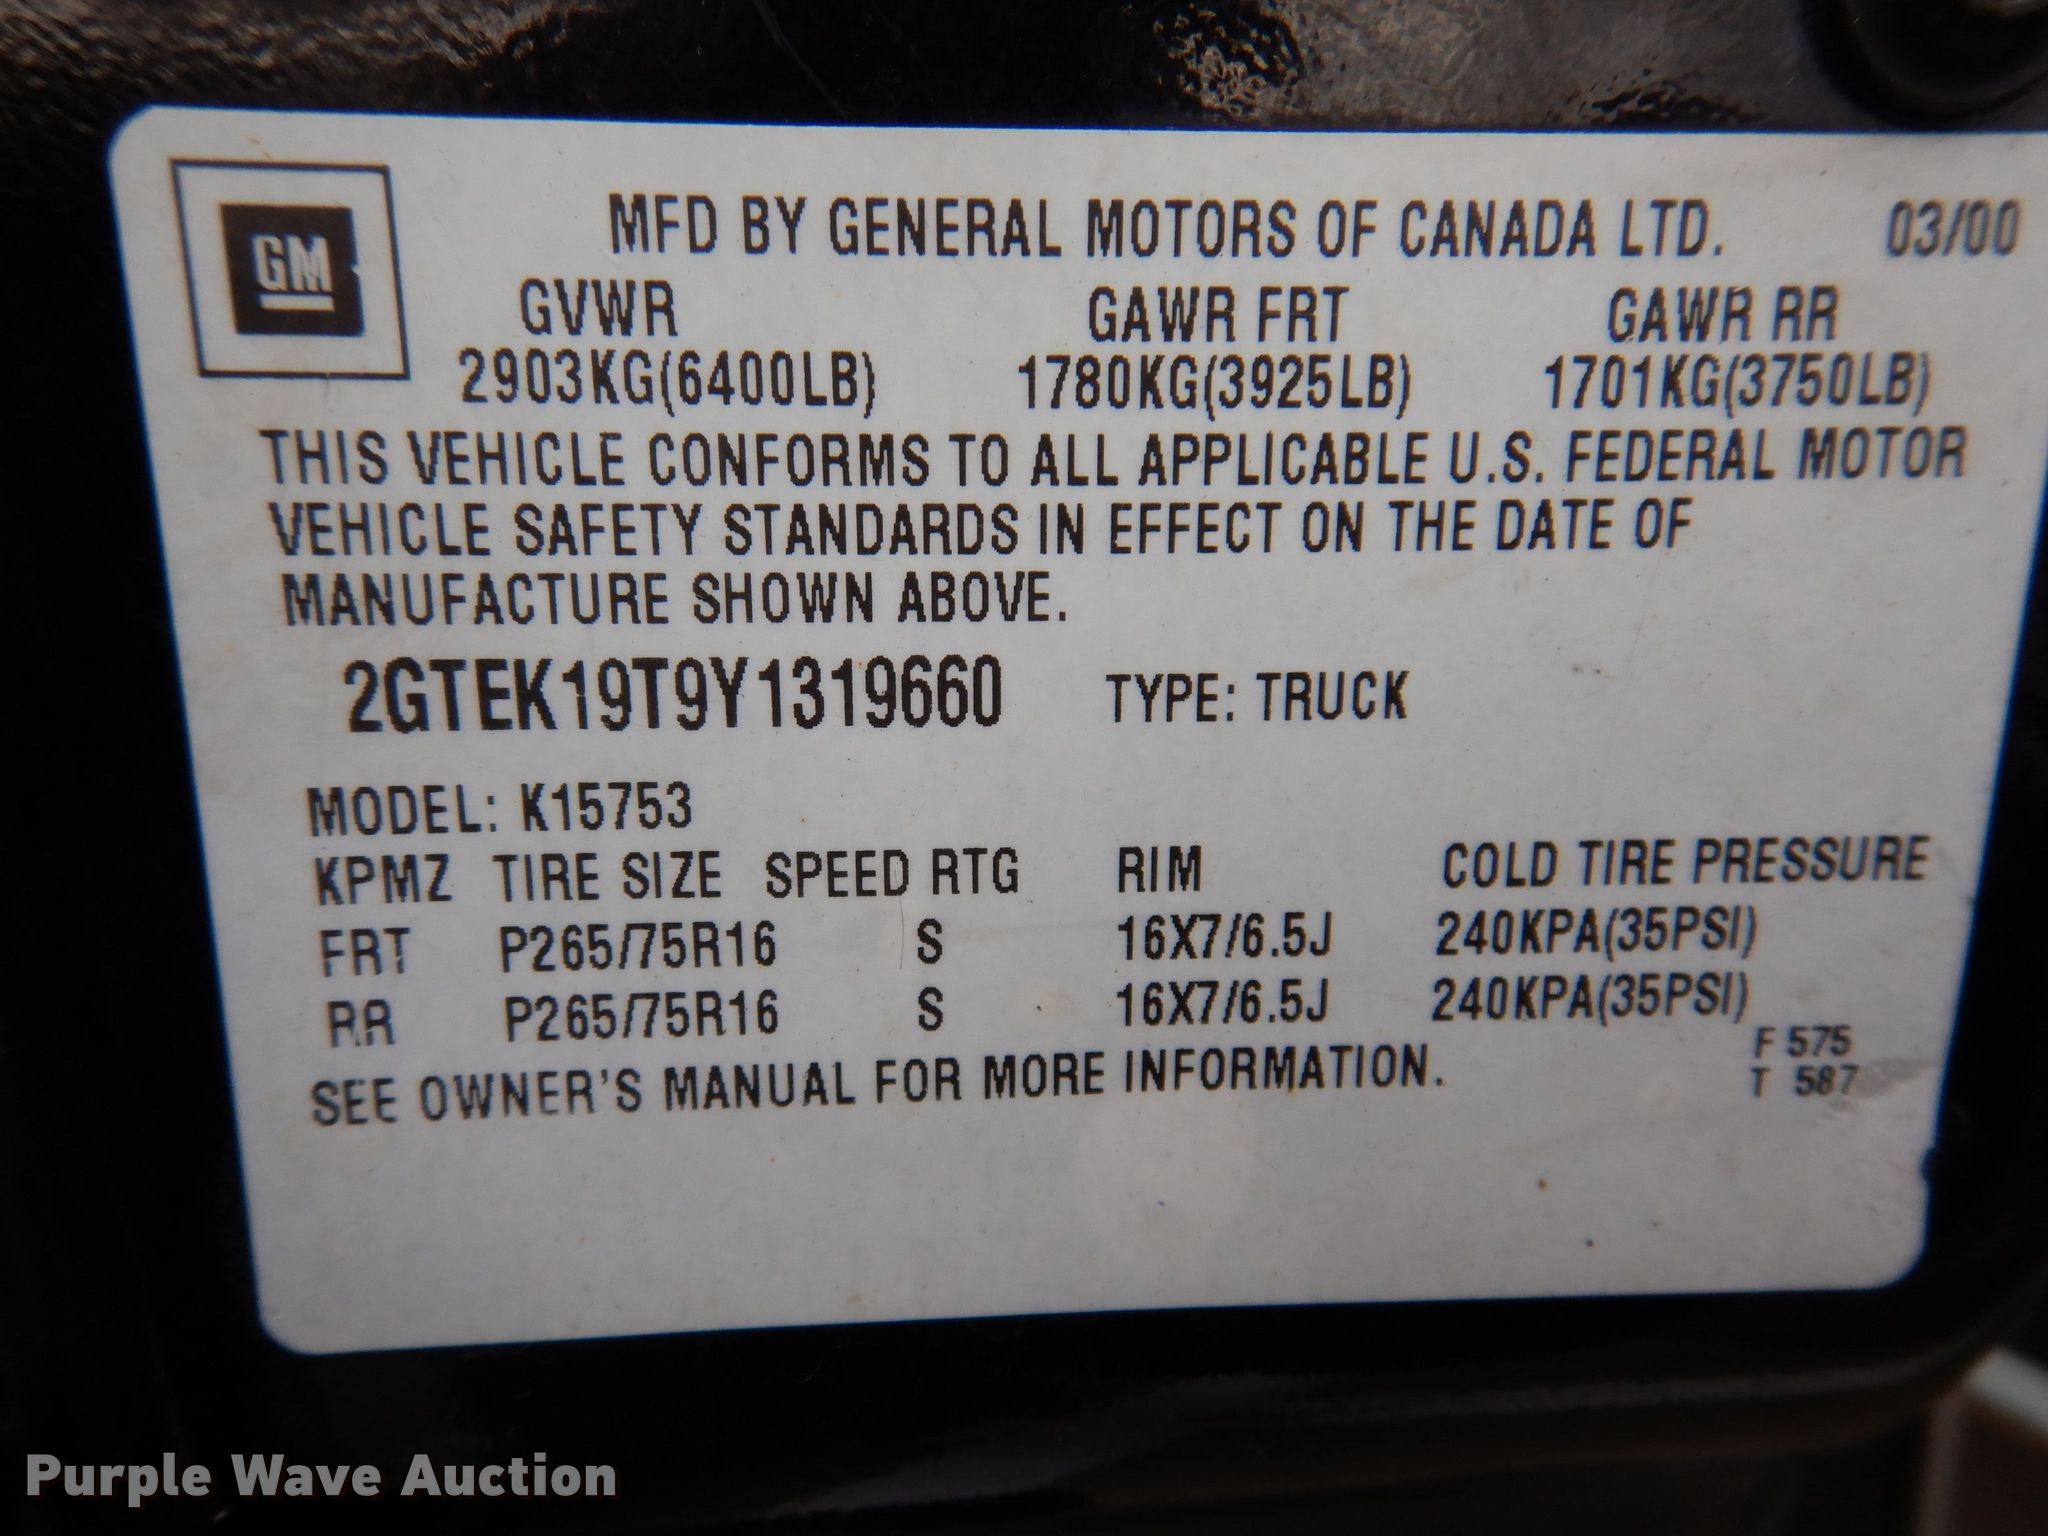 GM
MFD BY GENERAL MOTORS OF CANADA LTD. 03/00
GVWR GAWR FRT GAWR RR
2903KG(6400LB) 1780KG(3925LB) 1701KG(3750LB)
THIS VEHICLE CONFORMS TO ALL APPLICABLE U.S. FEDERAL MOTOR
VEHICLE SAFETY STANDARDS IN EFFECT ON THE DATE OF
MANUFACTURE SHOWN ABOVE.
2GTEK19T9Y1319660 TYPE: TRUCK
MODEL: K15753
KPMZ TIRE SIZE SPEED RTG RIM COLD TIRE PRESSURE
FRT P265/75R16 S 16X7/6.5J 240KPA(35PSI)
RR P265/75R16 S 16X7/6.5J 240KPA(35PSI)
F 575
T 587
SEE OWNER'S MANUAL FOR MORE INFORMATION.
Purple Wave Auction